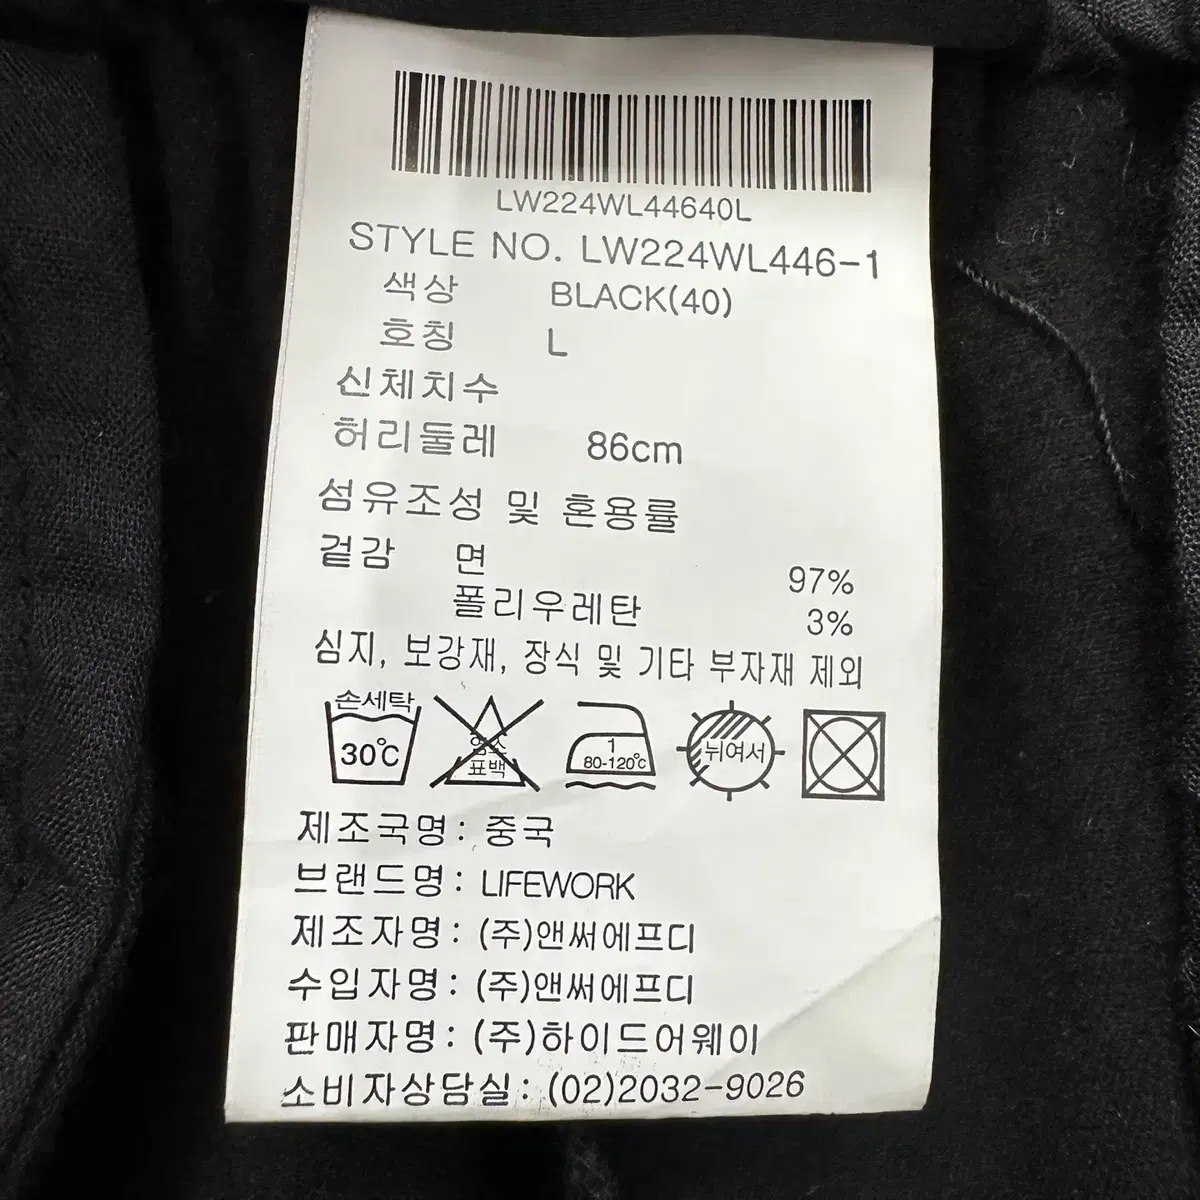 LW224WL44640L
STYLE NO. LW224WL446-1
색상 BLACK(40)
호칭 L
신체치수
허리둘레 86cm
섬유조성 및 혼용률
겉감 면 97%
폴리우레탄 3%
심지, 보강재, 장식 및 기타 부자재 제외
손세탁
30℃
염소
표백
1
80-120℃
뉘여서
제조국명: 중국
브랜드명: LIFEWORK
제조자명: (주)앤써에프디
수입자명: (주)앤써에프디
판매자명: (주)하이드어웨이
소비자상담실: (02)2032-9026